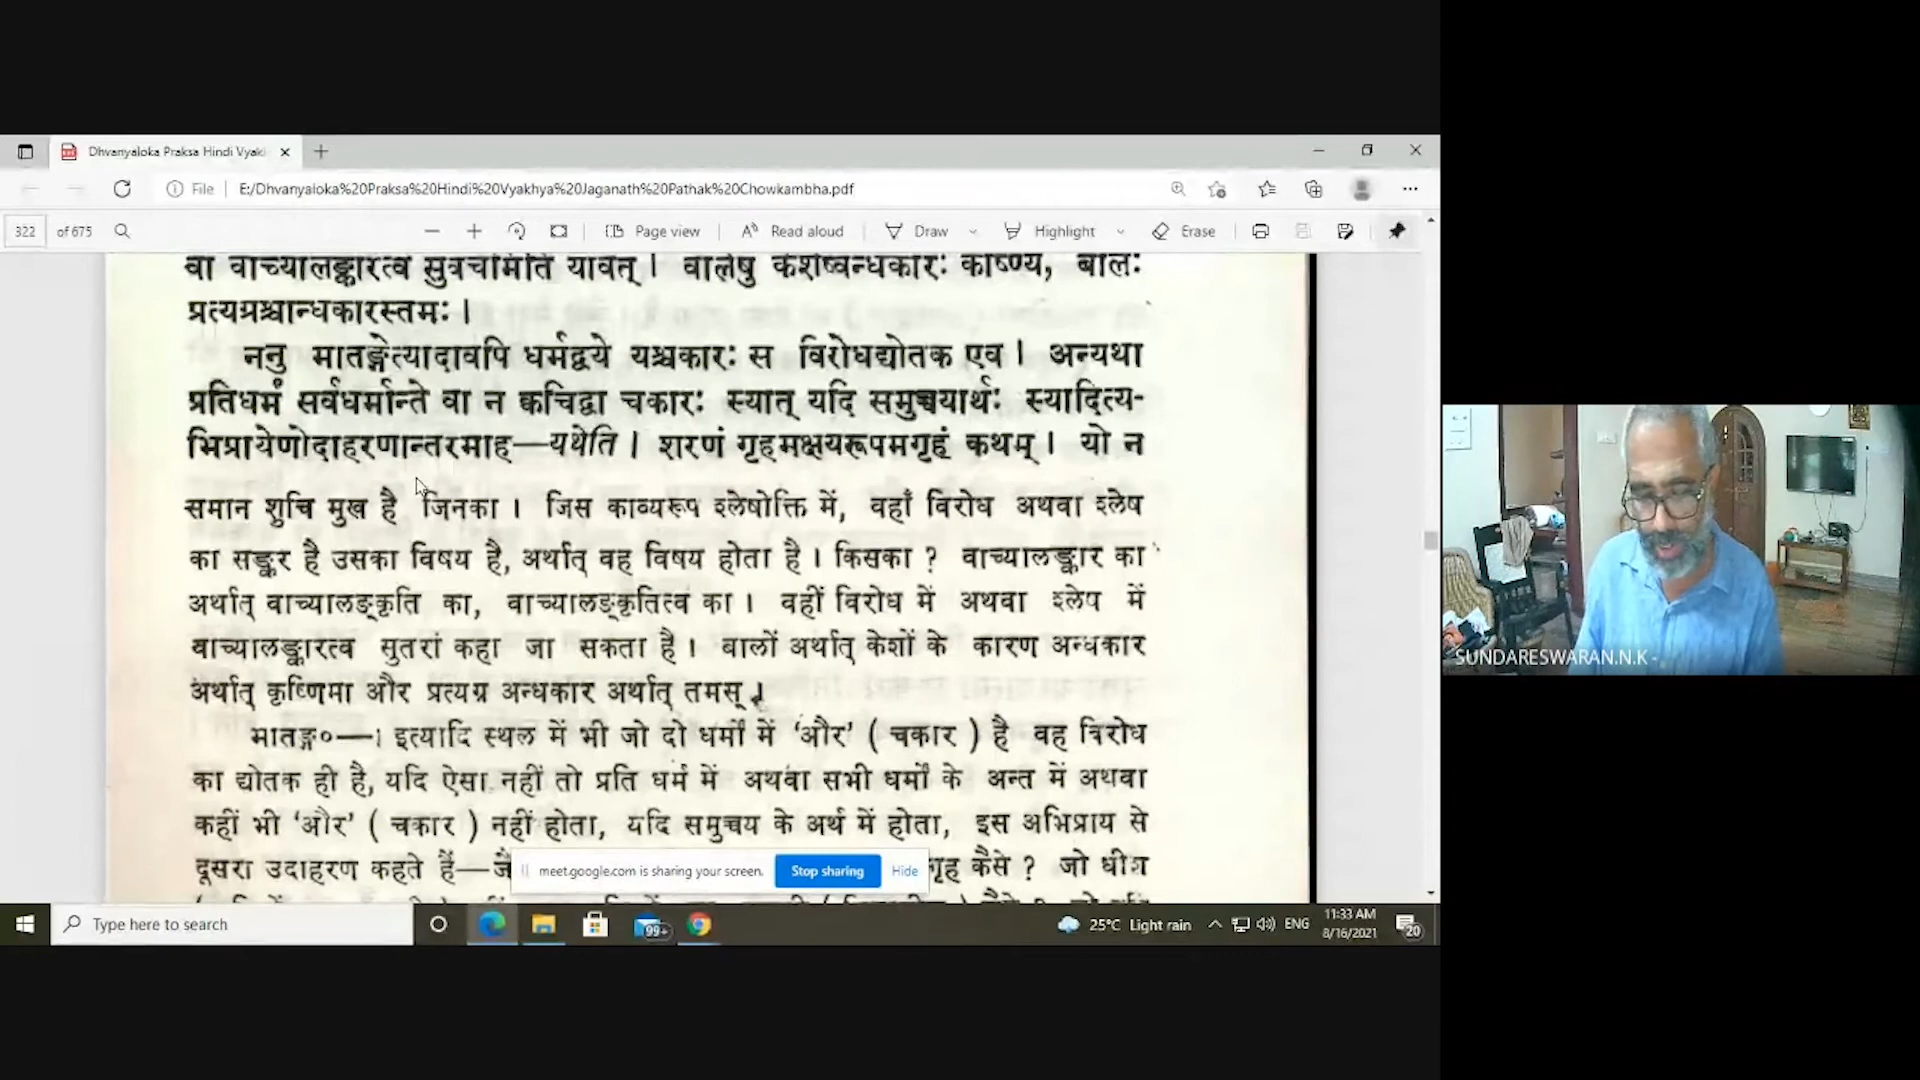 Dhvanyaloka Praksa Hindi Vyak
File E:/Dhvanyaloka%20Praksa%20Hindi%20Vyakhya%20Jaganath%20Pathak%20Chowkambha.pdf
322 of 675 Page view Read aloud Draw Highlight Erase
वा वाच्यालङ्कारत्वं सुवचमिति यावत् । वालेषु केशेष्वन्धकारः कार्ष्ण्यं, बालः
प्रत्यग्रश्चान्धकारस्तमः ।
ननु मातङ्गेत्यादावपि धर्मद्वये यश्चकारः स विरोधद्योतक एव । अन्यथा
प्रतिधर्मं सर्वधर्मान्ते वा न क्वचिद्वा चकारः स्यात् यदि समुच्चयार्थः स्यादित्य-
भिप्रायेणोदाहरणान्तरमाह—यथेति । शरणं गृहमक्षयरूपमगृहं कथम् । यो न
समान शुचि मुख है जिनका । जिस काव्यरूप श्लेषोक्ति में, वहाँ विरोध अथवा श्लेष
का सङ्कर है उसका विषय है, अर्थात् वह विषय होता है । किसका ? वाच्यालङ्कार का
अर्थात् वाच्यालङ्कृति का, वाच्यालङ्कृतित्व का । वहीं विरोध में अथवा श्लेष में
वाच्यालङ्कारत्व सुतरां कहा जा सकता है । बालों अर्थात् केशों के कारण अन्धकार
अर्थात् कृष्णिमा और प्रत्यग्र अन्धकार अर्थात् तमस् ।
मातङ्ग०—। इत्यादि स्थल में भी जो दो धर्मों में 'और' ( चकार ) है वह विरोध
का द्योतक ही है, यदि ऐसा नहीं तो प्रति धर्म में अथवा सभी धर्मों के अन्त में अथवा
कहीं भी 'और' ( चकार ) नहीं होता, यदि समुच्चय के अर्थ में होता, इस अभिप्राय से
दूसरा उदाहरण कहते हैं— गृह कैसे ? जो धीश
meet.google.com is sharing your screen. Stop sharing Hide
Type here to search 99+ 25°C Light rain ENG 11:33 AM 8/16/2021 20
SUNDARESWARAN.N.K -